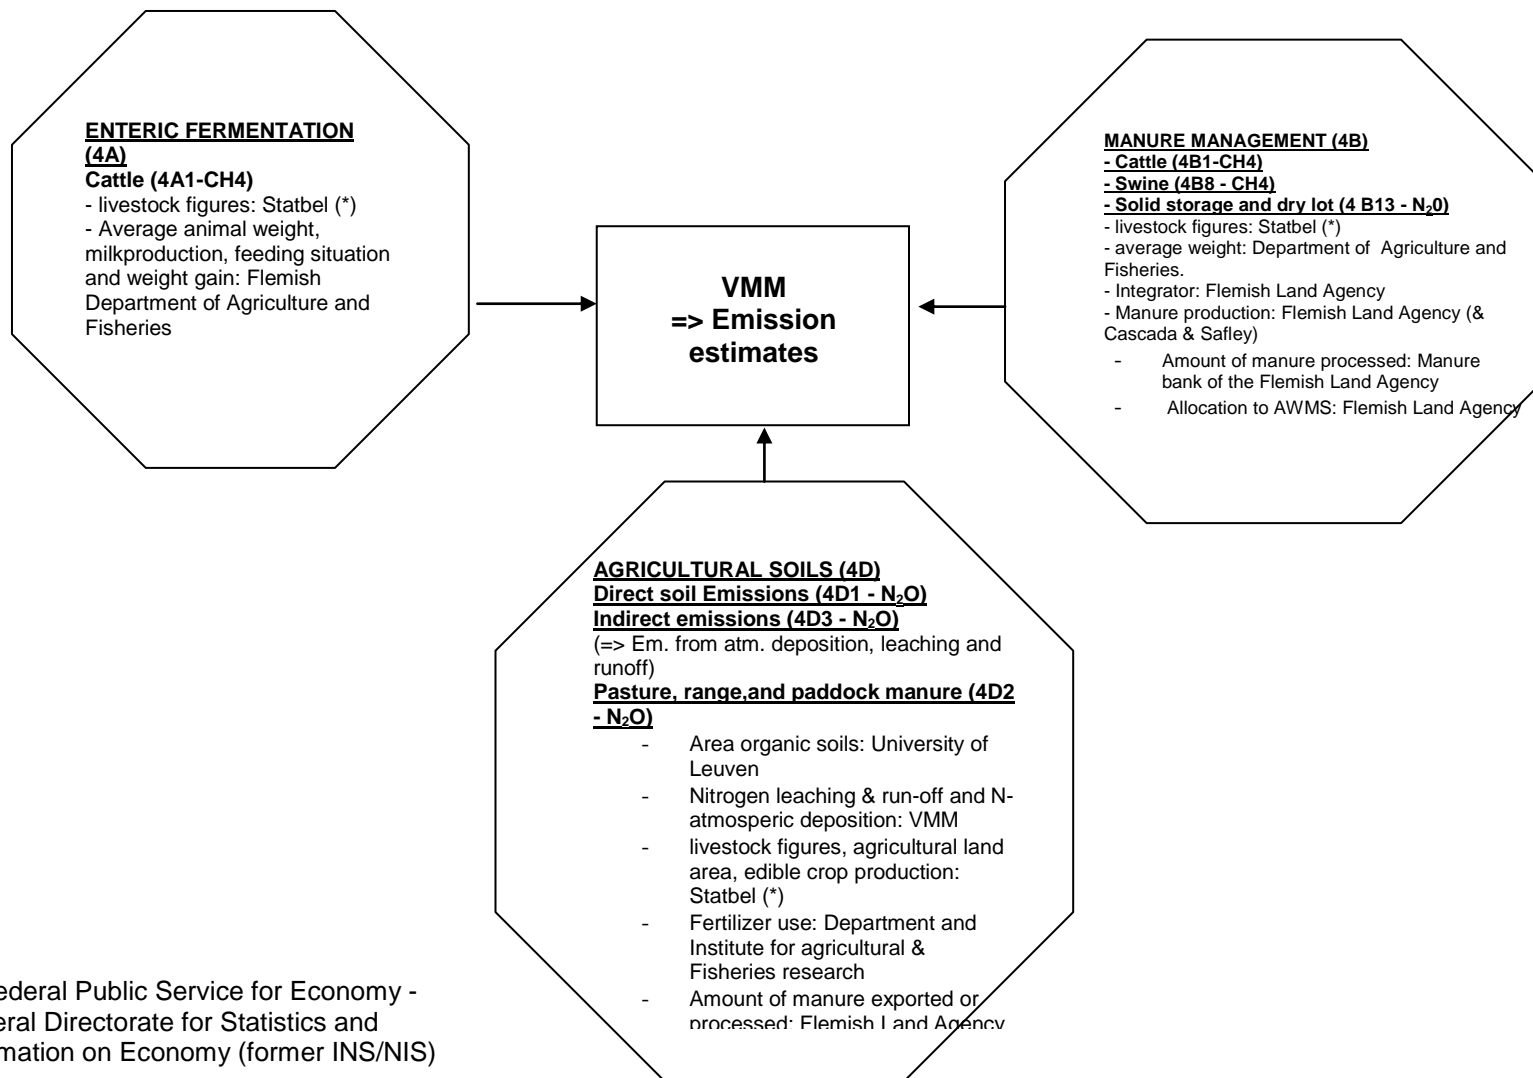 ENTERIC FERMENTATION
(4A)
Cattle (4A1-CH4)
- livestock figures: Statbel (*)
- Average animal weight,
milkproduction, feeding situation
and weight gain: Flemish
Department of Agriculture and
Fisheries
VMM
=> Emission
estimates
MANURE MANAGEMENT (4B)
- Cattle (4B1-CH4)
- Swine (4B8 - CH4)
- Solid storage and dry lot (4 B13 - N₂0)
- livestock figures: Statbel (*)
- average weight: Department of Agriculture and
Fisheries.
- Integrator: Flemish Land Agency
- Manure production: Flemish Land Agency (&
Cascada & Safley)
- Amount of manure processed: Manure
bank of the Flemish Land Agency
- Allocation to AWMS: Flemish Land Agency
AGRICULTURAL SOILS (4D)
Direct soil Emissions (4D1 - N₂O)
Indirect emissions (4D3 - N₂O)
(=> Em. from atm. deposition, leaching and
runoff)
Pasture, range,and paddock manure (4D2
- N₂O)
- Area organic soils: University of
Leuven
- Nitrogen leaching & run-off and N-
atmosperic deposition: VMM
- livestock figures, agricultural land
area, edible crop production:
Statbel (*)
- Fertilizer use: Department and
Institute for agricultural &
Fisheries research
- Amount of manure exported or
processed: Flemish Land Agency
Public Service for Economy -
Directorate for Statistics and
on Economy (former INS/NIS)